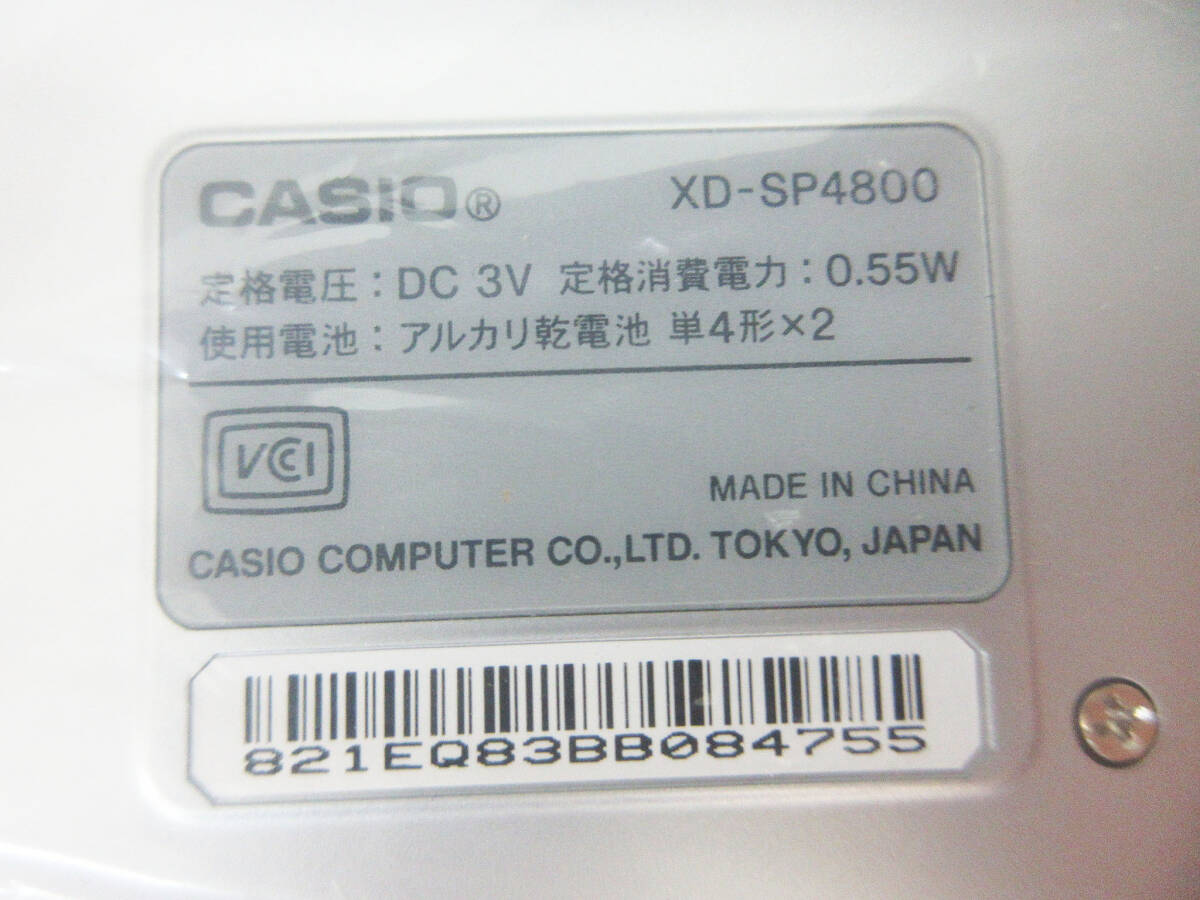 CASIO® XD-SP4800
定格電圧：DC 3V 定格消費電力：0.55W
使用電池：アルカリ乾電池 単4形×2
VCCI
MADE IN CHINA
CASIO COMPUTER CO.,LTD. TOKYO, JAPAN
821EQ83BB084755